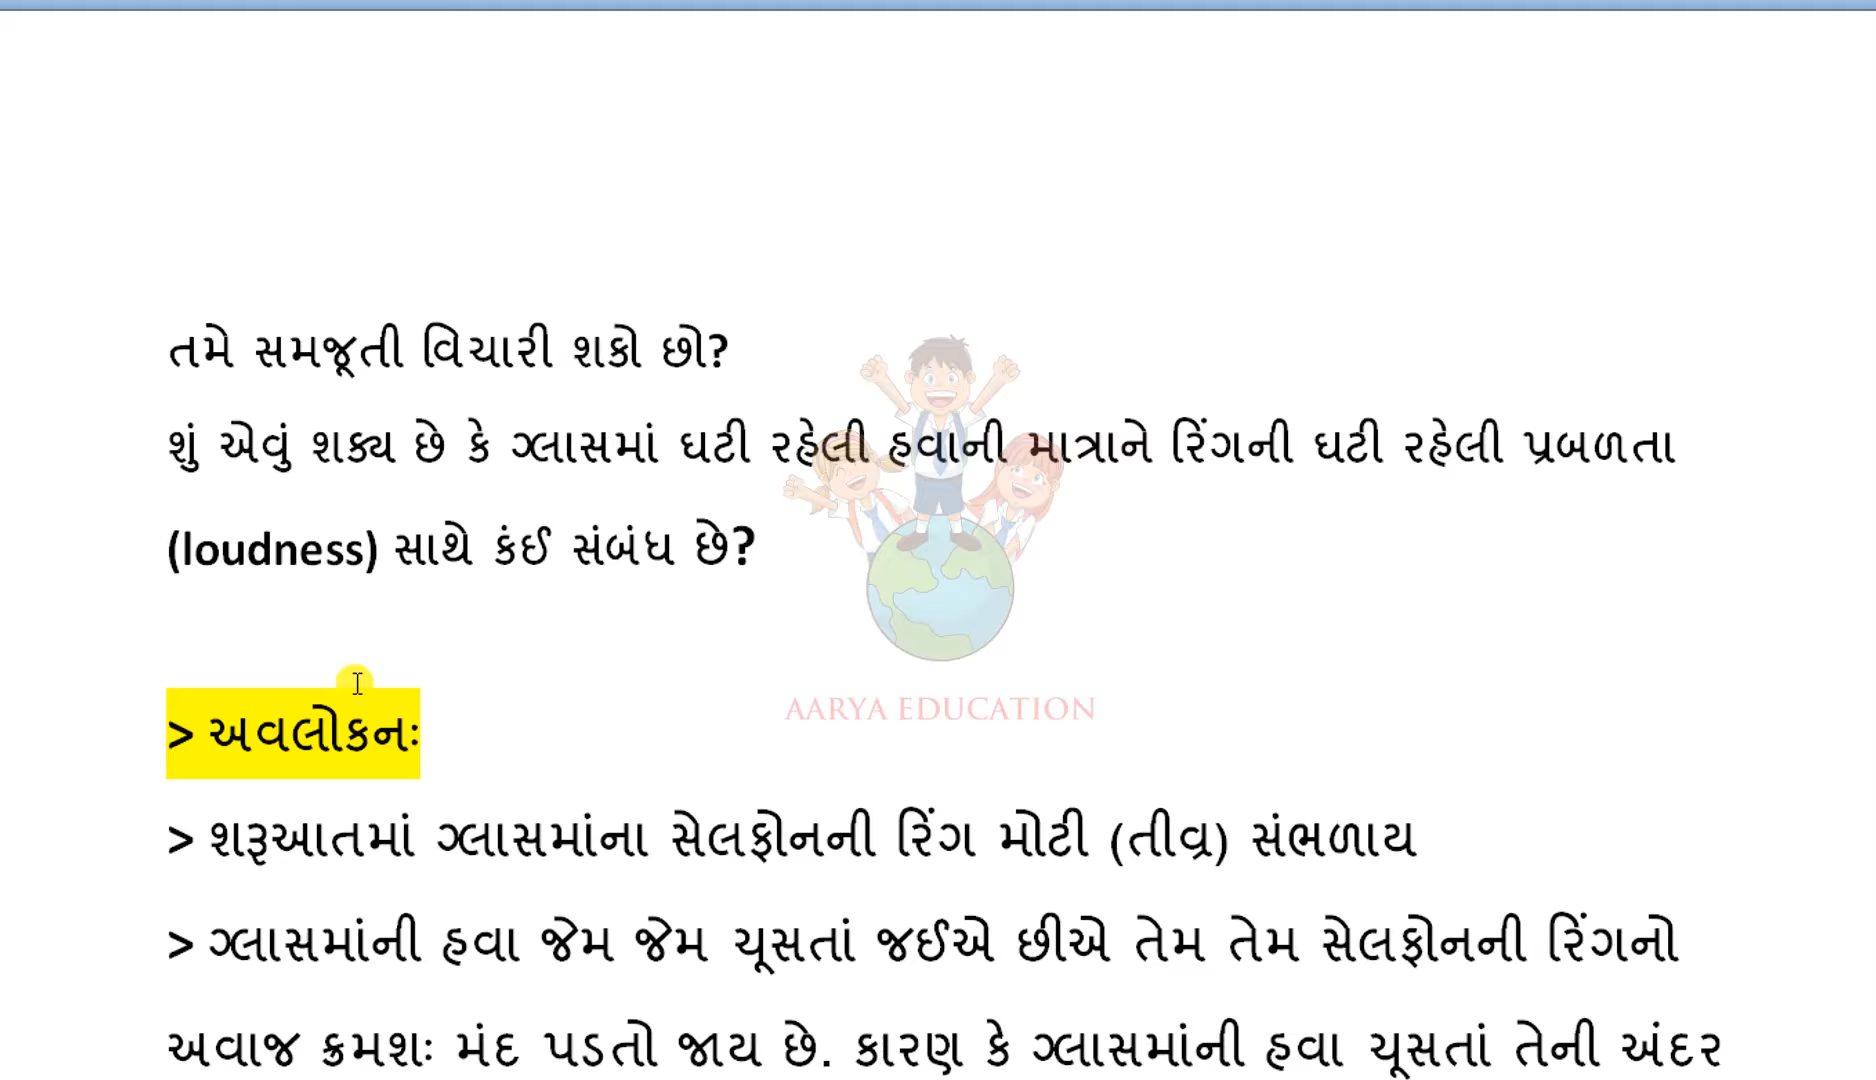 તમે સમજૂતી વિચારી શકો છો?
શું એવું શક્ય છે કે ગ્લાસમાં ઘટી રહેલી હવાની માત્રાને રિંગની ઘટી રહેલી પ્રબળતા
(loudness) સાથે કંઈ સંબંધ છે?
AARYA EDUCATION
> અવલોકનઃ
> શરૂઆતમાં ગ્લાસમાંના સેલફોનની રિંગ મોટી (તીવ્ર) સંભળાય
> ગ્લાસમાંની હવા જેમ જેમ ચૂસતાં જઈએ છીએ તેમ તેમ સેલફોનની રિંગનો
અવાજ ક્રમશઃ મંદ પડતો જાય છે. કારણ કે ગ્લાસમાંની હવા ચૂસતાં તેની અંદર